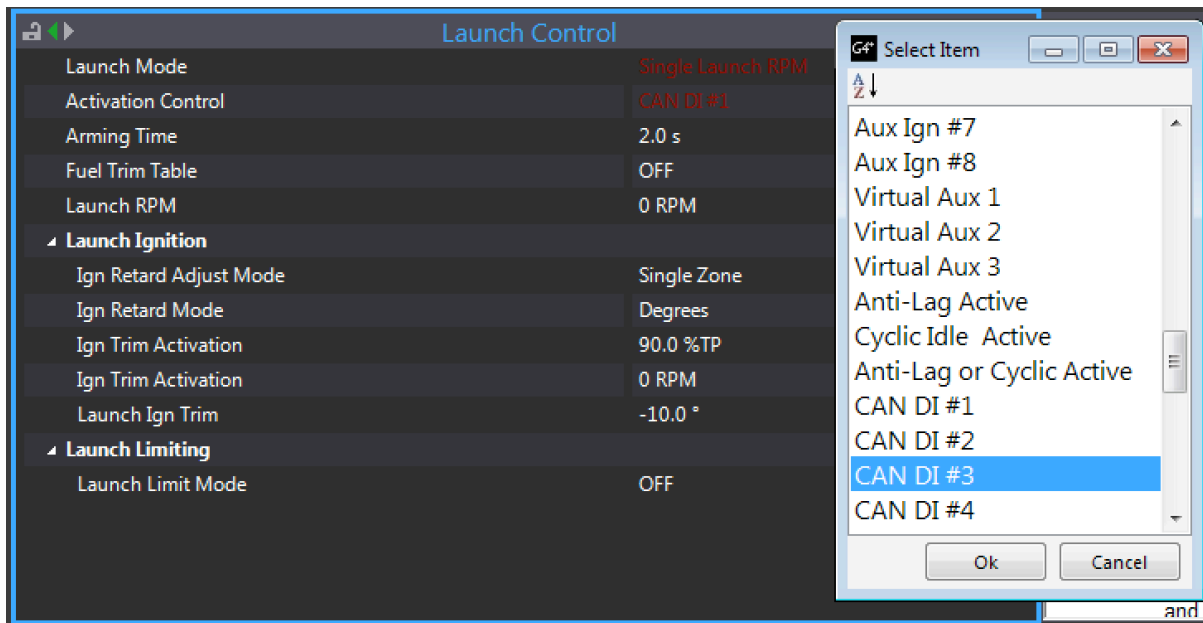 Launch Control
Launch Mode Single Launch RPM
Activation Control CAN DI #1
Arming Time 2.0 s
Fuel Trim Table OFF
Launch RPM 0 RPM
Launch Ignition
Ign Retard Adjust Mode Single Zone
Ign Retard Mode Degrees
Ign Trim Activation 90.0 %TP
Ign Trim Activation 0 RPM
Launch Ign Trim -10.0 °
Launch Limiting
Launch Limit Mode OFF
G4+ Select Item
A
Z
Aux Ign #7
Aux Ign #8
Virtual Aux 1
Virtual Aux 2
Virtual Aux 3
Anti-Lag Active
Cyclic Idle  Active
Anti-Lag or Cyclic Active
CAN DI #1
CAN DI #2
CAN DI #3
CAN DI #4
Ok Cancel
and